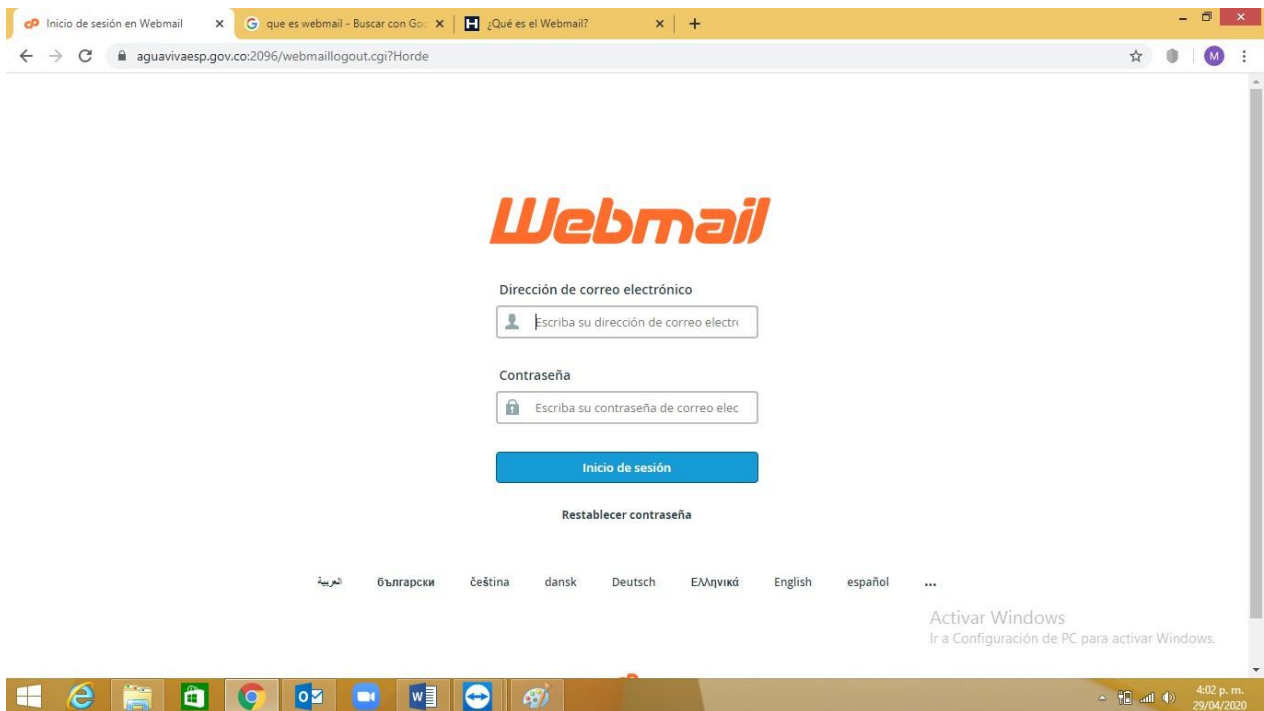 cP Inicio de sesión en Webmail
que es webmail - Buscar con Goo
H ¿Qué es el Webmail?
aguavivaesp.gov.co:2096/webmaillogout.cgi?Horde
M
Webmail
Dirección de correo electrónico
Escriba su dirección de correo electró
Contraseña
Escriba su contraseña de correo elec
Inicio de sesión
Restablecer contraseña
العربية български čeština dansk Deutsch Ελληνικά English español ...
Activar Windows
Ir a Configuración de PC para activar Windows.
4:02 p. m.
29/04/2020